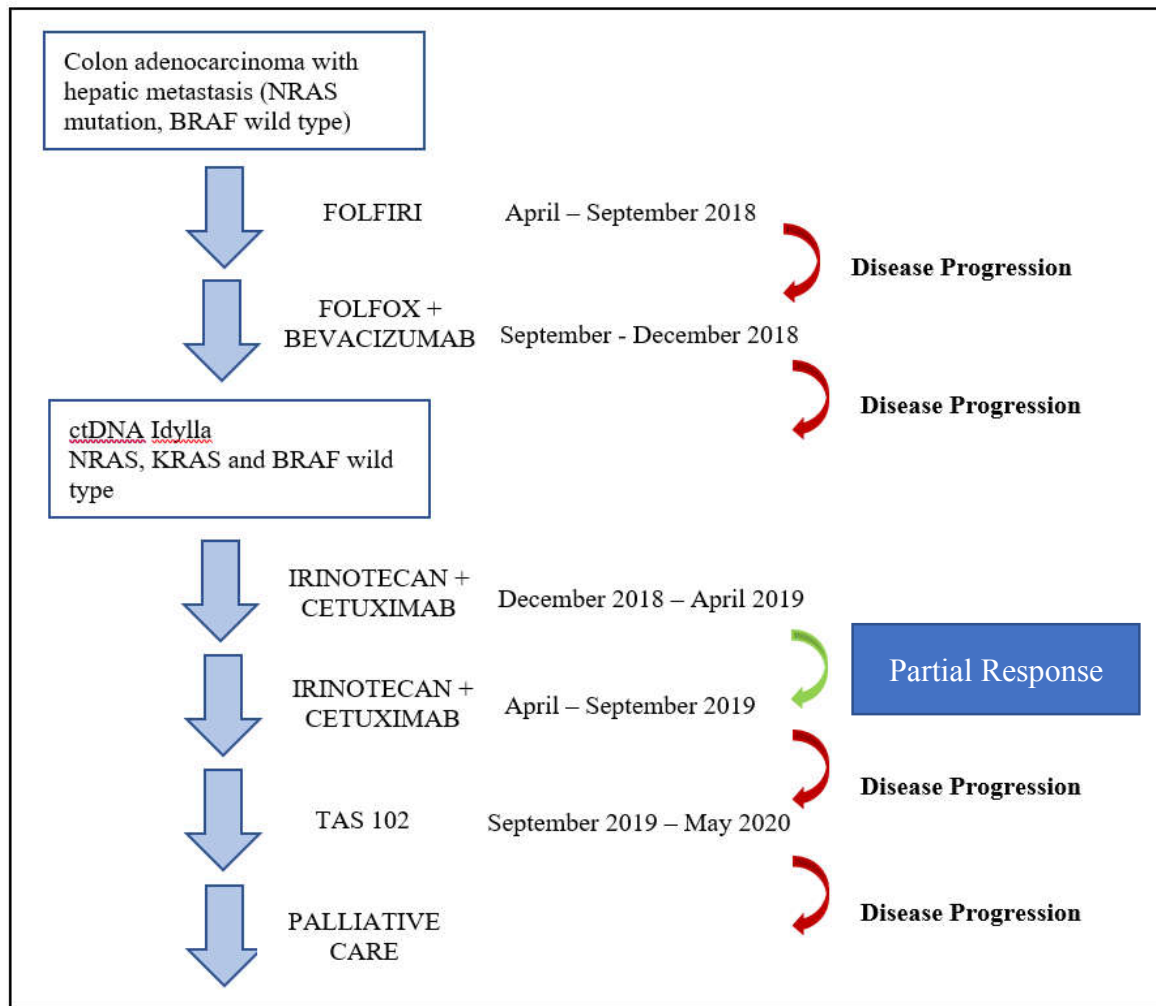 Colon adenocarcinoma with
hepatic metastasis (NRAS
mutation, BRAF wild type)
FOLFIRI
April – September 2018
Disease Progression
FOLFOX +
BEVACIZUMAB
September - December 2018
Disease Progression
ctDNA Idylla
NRAS, KRAS and BRAF wild
type
IRINOTECAN +
CETUXIMAB
December 2018 – April 2019
Partial Response
IRINOTECAN +
CETUXIMAB
April – September 2019
Disease Progression
TAS 102
September 2019 – May 2020
Disease Progression
PALLIATIVE
CARE